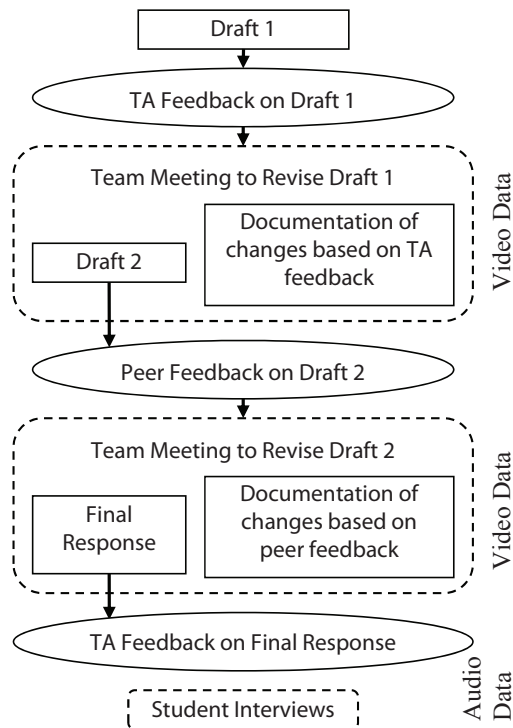 Draft 1
TA Feedback on Draft 1
Team Meeting to Revise Draft 1
Documentation of
changes based on TA
feedback
Draft 2
Video Data
Peer Feedback on Draft 2
Team Meeting to Revise Draft 2
Documentation of
changes based on
peer feedback
Final
Response
Video Data
TA Feedback on Final Response
Student Interviews
Audio
Data